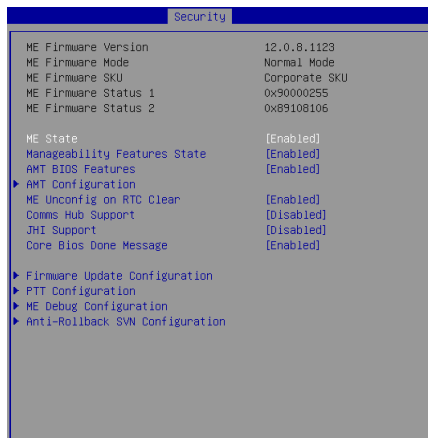 Security
ME Firmware Version 12.0.8.1123
ME Firmware Mode Normal Mode
ME Firmware SKU Corporate SKU
ME Firmware Status 1 0x90000255
ME Firmware Status 2 0x89108106
ME State [Enabled]
Manageability Features State [Enabled]
AMT BIOS Features [Enabled]
AMT Configuration
ME Unconfig on RTC Clear [Enabled]
Comms Hub Support [Disabled]
JHI Support [Disabled]
Core Bios Done Message [Enabled]
Firmware Update Configuration
PTT Configuration
ME Debug Configuration
Anti-Rollback SVN Configuration